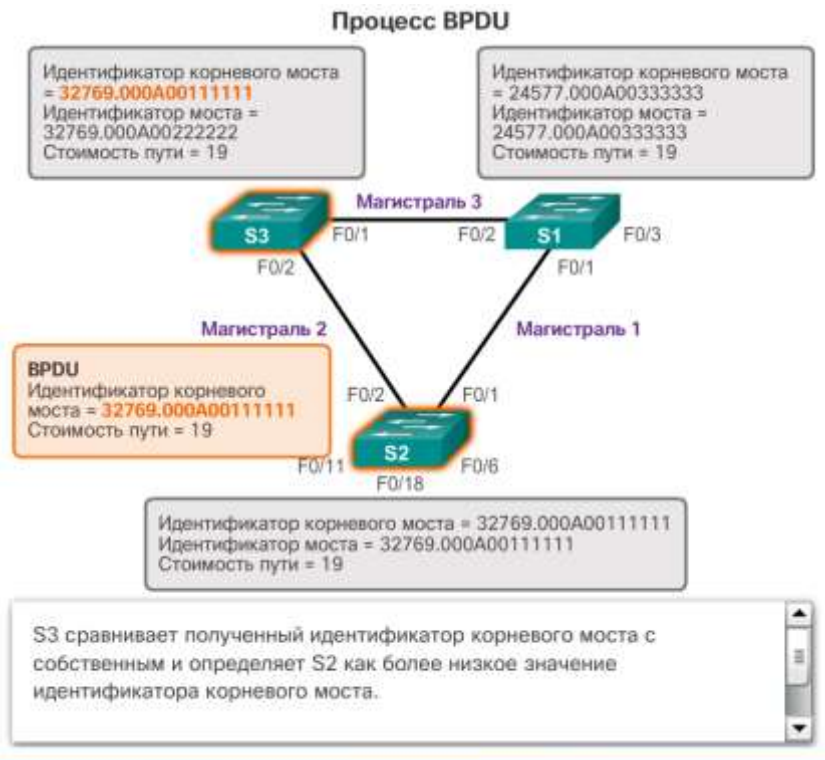 Процесс BPDU
Идентификатор корневого моста
= 32769.000A00111111
Идентификатор моста =
32769.000A00222222
Стоимость пути = 19
Идентификатор корневого моста
= 24577.000A00333333
Идентификатор моста =
24577.000A00333333
Стоимость пути = 19
Магистраль 3
S3
F0/1
F0/2
S1
F0/3
F0/2
F0/1
Магистраль 2
Магистраль 1
BPDU
Идентификатор корневого
моста = 32769.000A00111111
Стоимость пути = 19
F0/2
F0/1
S2
F0/11
F0/6
F0/18
Идентификатор корневого моста = 32769.000A00111111
Идентификатор моста = 32769.000A00111111
Стоимость пути = 19
S3 сравнивает полученный идентификатор корневого моста с
собственным и определяет S2 как более низкое значение
идентификатора корневого моста.